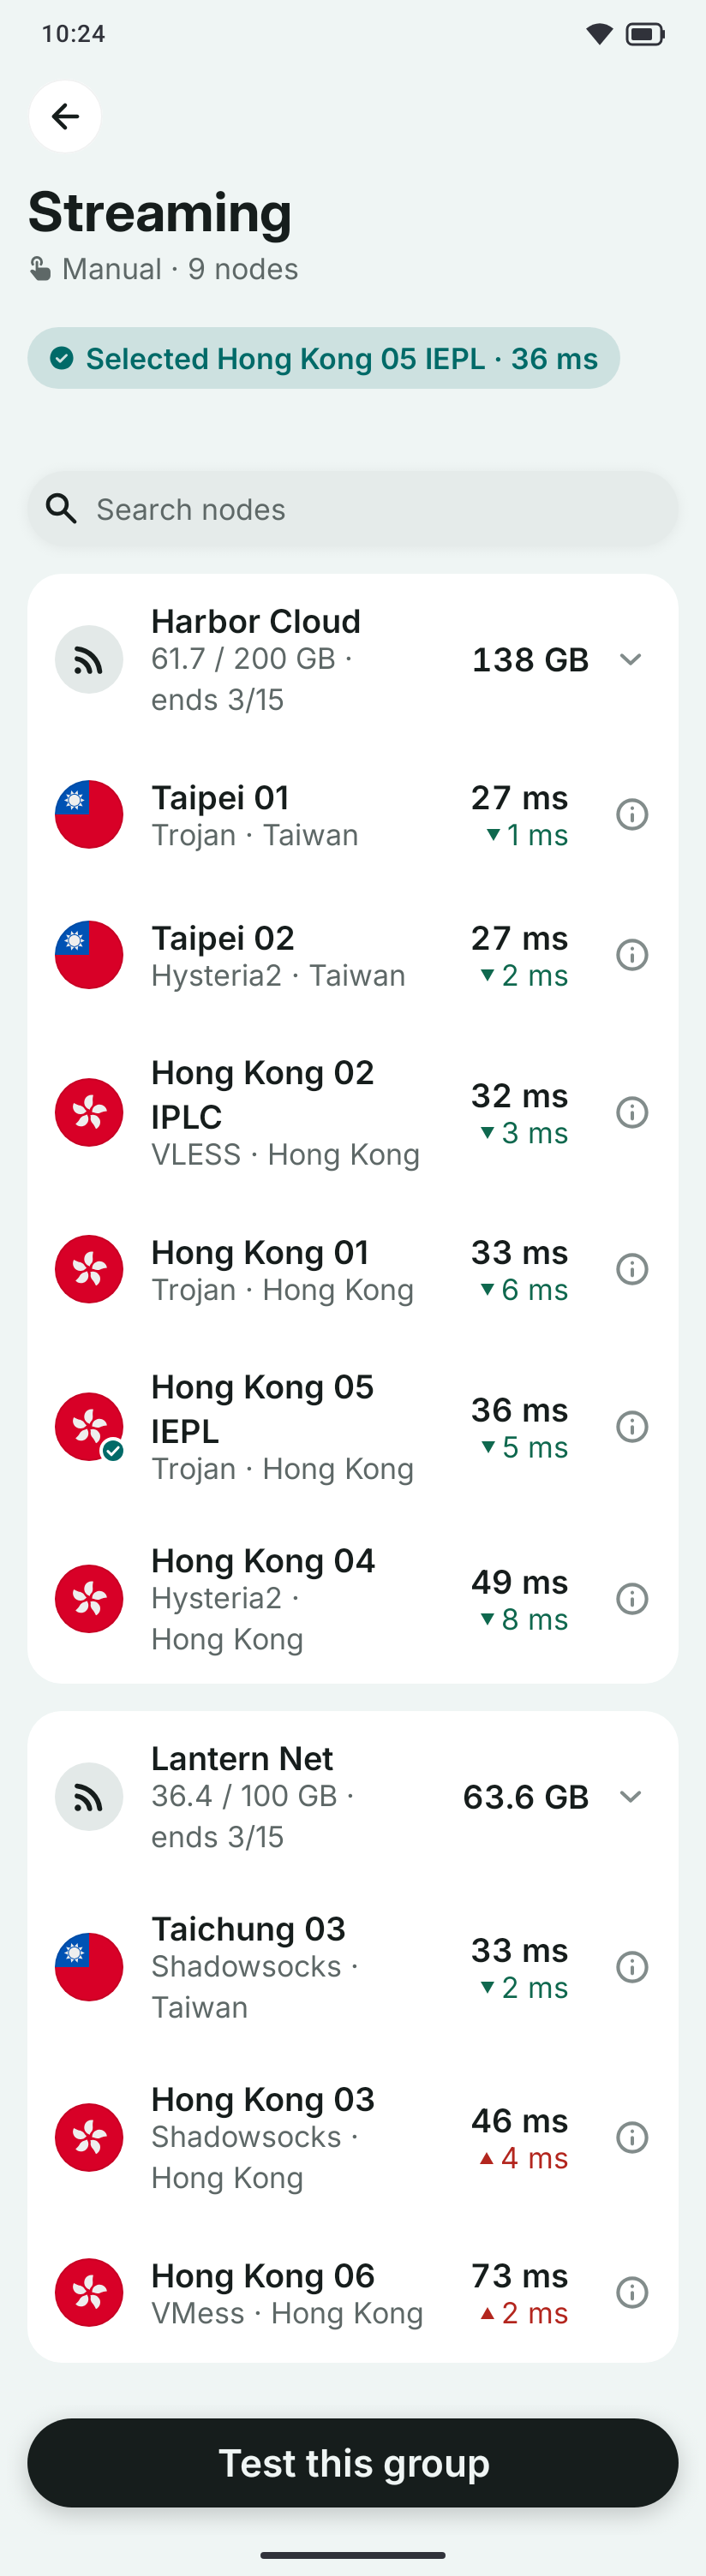 10:24
Streaming
Manual · 9 nodes
Selected Hong Kong 05 IEPL · 36 ms
Search nodes
Harbor Cloud
61.7 / 200 GB ·
ends 3/15
138 GB
Taipei 01
Trojan · Taiwan
27 ms
▼ 1 ms
Taipei 02
Hysteria2 · Taiwan
27 ms
▼ 2 ms
Hong Kong 02
IPLC
VLESS · Hong Kong
32 ms
▼ 3 ms
Hong Kong 01
Trojan · Hong Kong
33 ms
▼ 6 ms
Hong Kong 05
IEPL
Trojan · Hong Kong
36 ms
▼ 5 ms
Hong Kong 04
Hysteria2 ·
Hong Kong
49 ms
▼ 8 ms
Lantern Net
36.4 / 100 GB ·
ends 3/15
63.6 GB
Taichung 03
Shadowsocks ·
Taiwan
33 ms
▼ 2 ms
Hong Kong 03
Shadowsocks ·
Hong Kong
46 ms
▲ 4 ms
Hong Kong 06
VMess · Hong Kong
73 ms
▲ 2 ms
Test this group